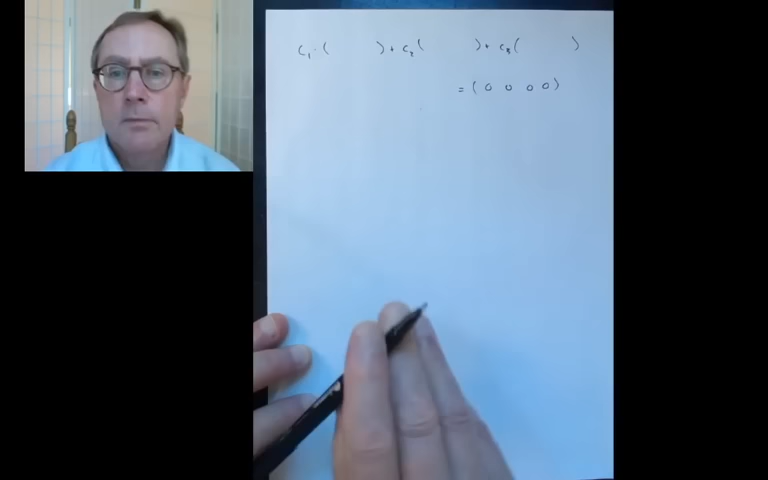 c₁·(        ) + c₂(        ) + c₃(        )
= ( 0 0 0 0 )